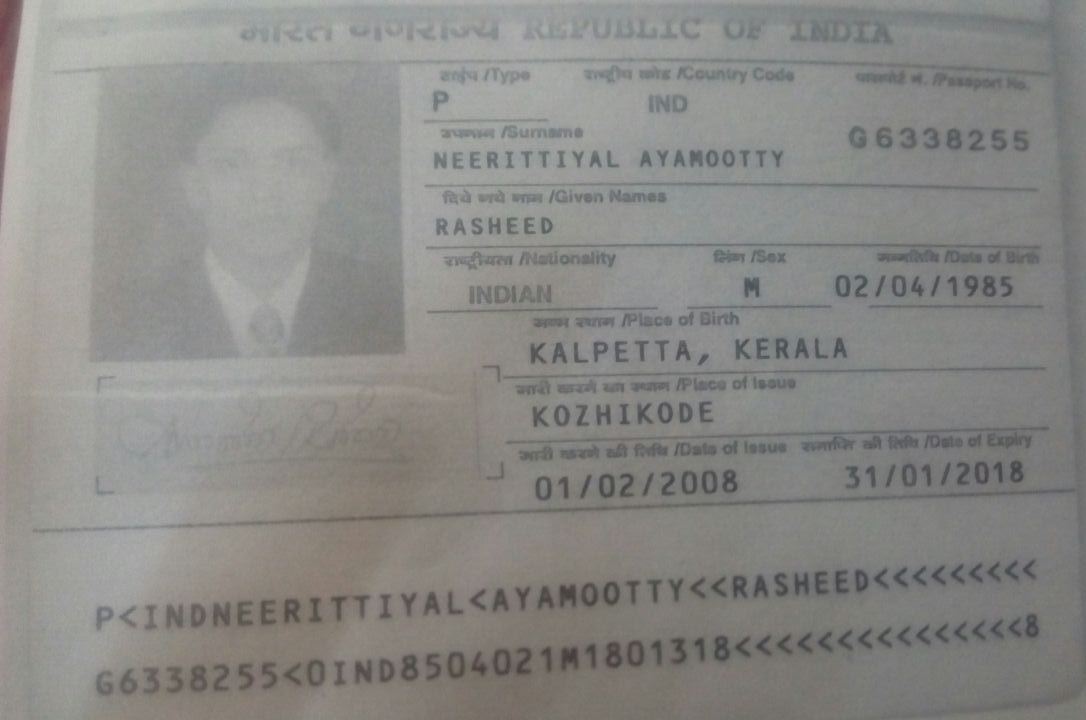 भारत गणराज्य REPUBLIC OF INDIA
टाईप /Type राष्ट्रीय कोड /Country Code पासपोर्ट नं. /Passport No.
P IND G6338255
उपनाम /Surname
NEERITTIYAL AYAMOOTTY
दिये गये नाम /Given Names
RASHEED
राष्ट्रीयता /Nationality लिंग /Sex जन्मतिथि /Date of Birth
INDIAN M 02/04/1985
जन्म स्थान /Place of Birth
KALPETTA, KERALA
जारी करने का स्थान /Place of Issue
KOZHIKODE
जारी करने की तिथि /Date of Issue समाप्ति की तिथि /Date of Expiry
01/02/2008 31/01/2018
P<INDNEERITTIYAL<AYAMOOTTY<<RASHEED<<<<<<<<<
G6338255<0IND8504021M1801318<<<<<<<<<<<<<<<8